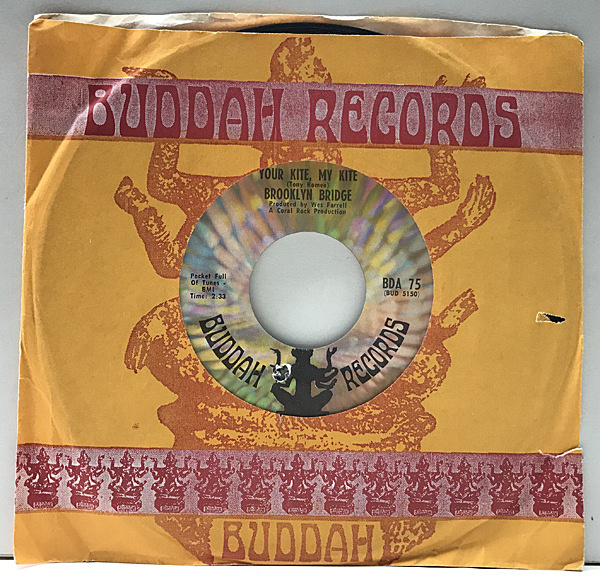 BUDDAH RECORDS
YOUR KITE, MY KITE
(Tony Romeo)
BROOKLYN BRIDGE
Produced by Wes Farrell
A Coral Rock Production
Pocket Full
Of Tunes -
BMI
Time: 2:33
BDA 75
(BUD 5150)
BUDDAH RECORDS
BUDDAH